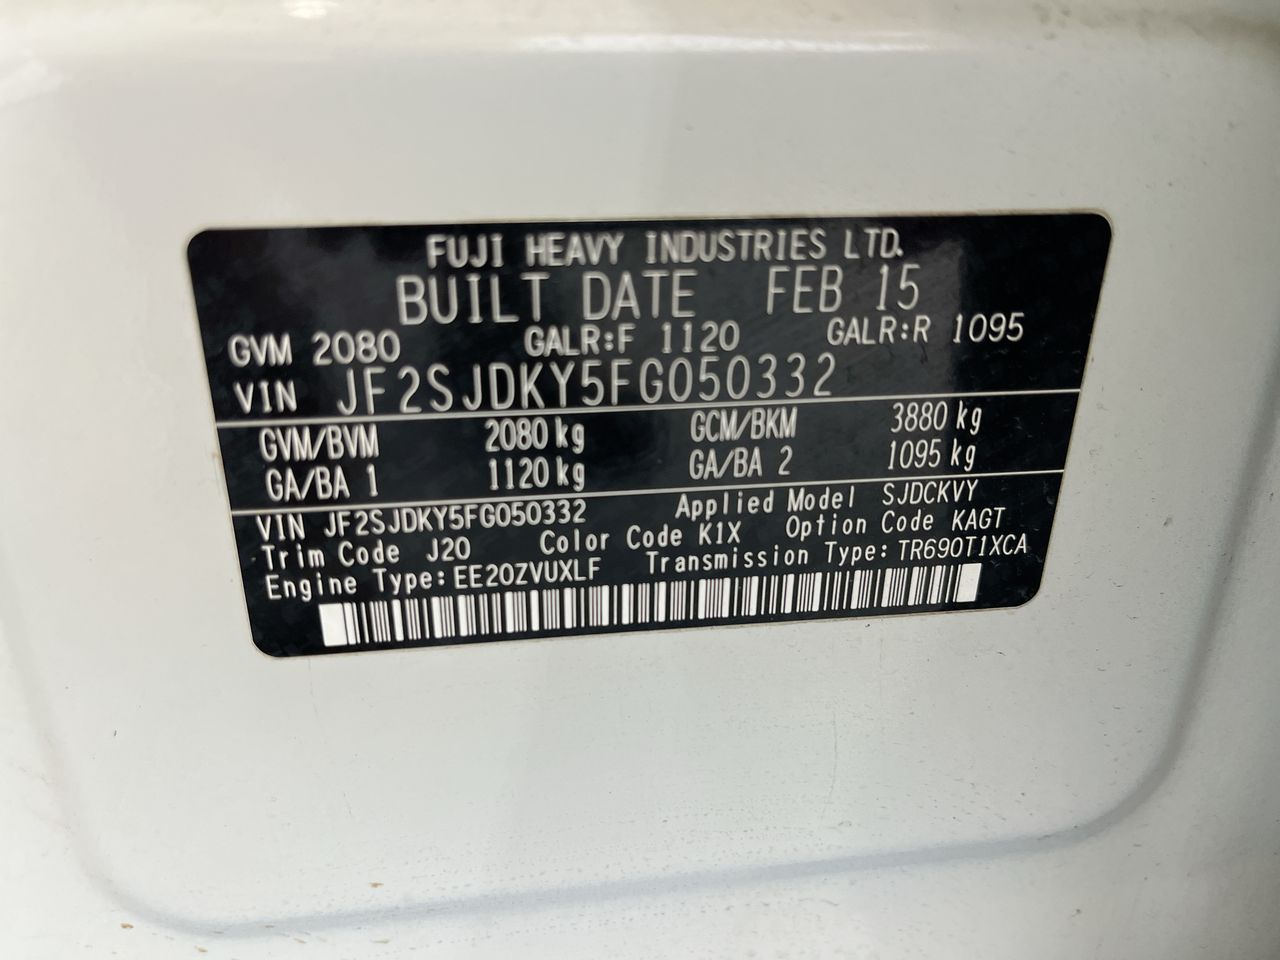 FUJI HEAVY INDUSTRIES LTD.
BUILT DATE FEB 15
GVM 2080 GALR:F 1120 GALR:R 1095
VIN JF2SJDKY5FG050332
GVM/BVM 2080 kg GCM/BKM 3880 kg
GA/BA 1 1120 kg GA/BA 2 1095 kg
VIN JF2SJDKY5FG050332 Applied Model SJDCKVY
Trim Code J20 Color Code K1X Option Code KAGT
Engine Type: EE20ZVUXLF Transmission Type: TR690T1XCA